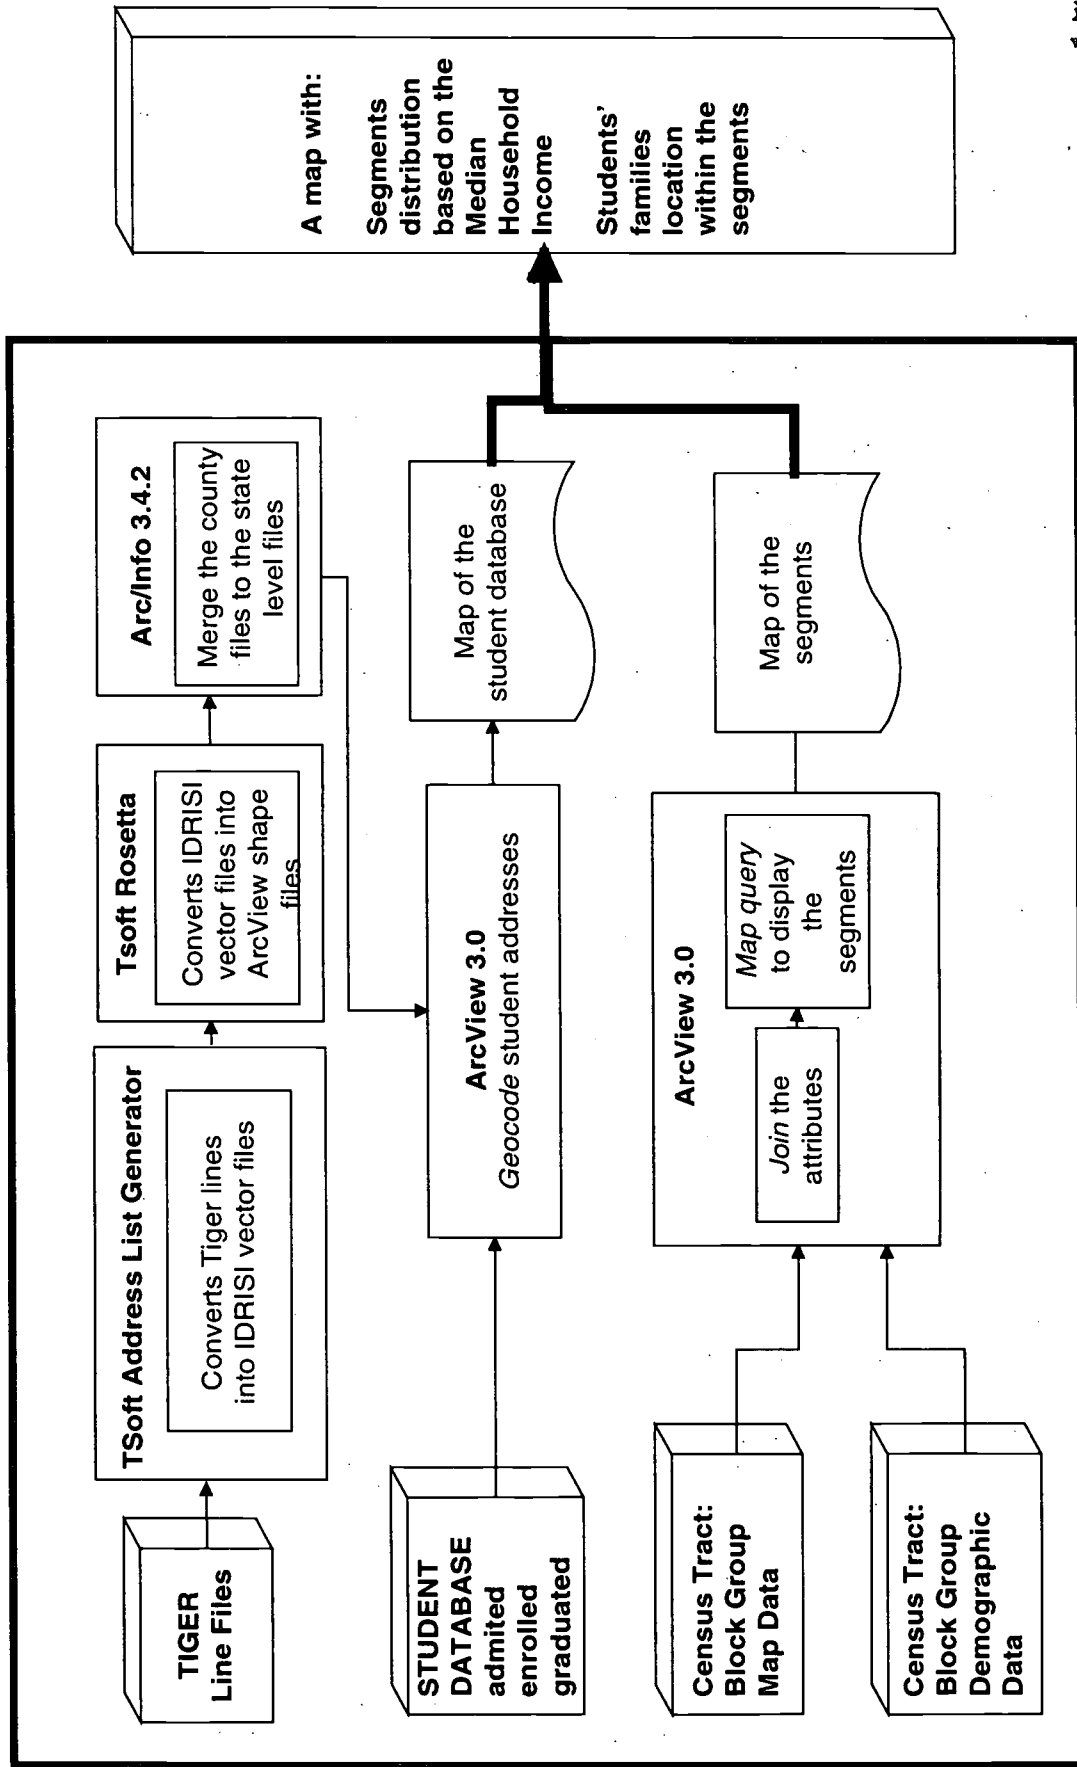 TIGER
Line Files
TSoft Address List Generator
Converts Tiger lines
into IDRISI vector files
Tsoft Rosetta
Converts IDRISI
vector files into
ArcView shape
files
Arc/Info 3.4.2
Merge the county
files to the state
level files
STUDENT
DATABASE
admited
enrolled
graduated
ArcView 3.0
Geocode student addresses
Map of the
student database
Census Tract:
Block Group
Map Data
Census Tract:
Block Group
Demographic
Data
ArcView 3.0
Join the
attributes
Map query
to display
the
segments
Map of the
segments
A map with:
Segments
distribution
based on the
Median
Household
Income
Students'
families
location
within the
segments